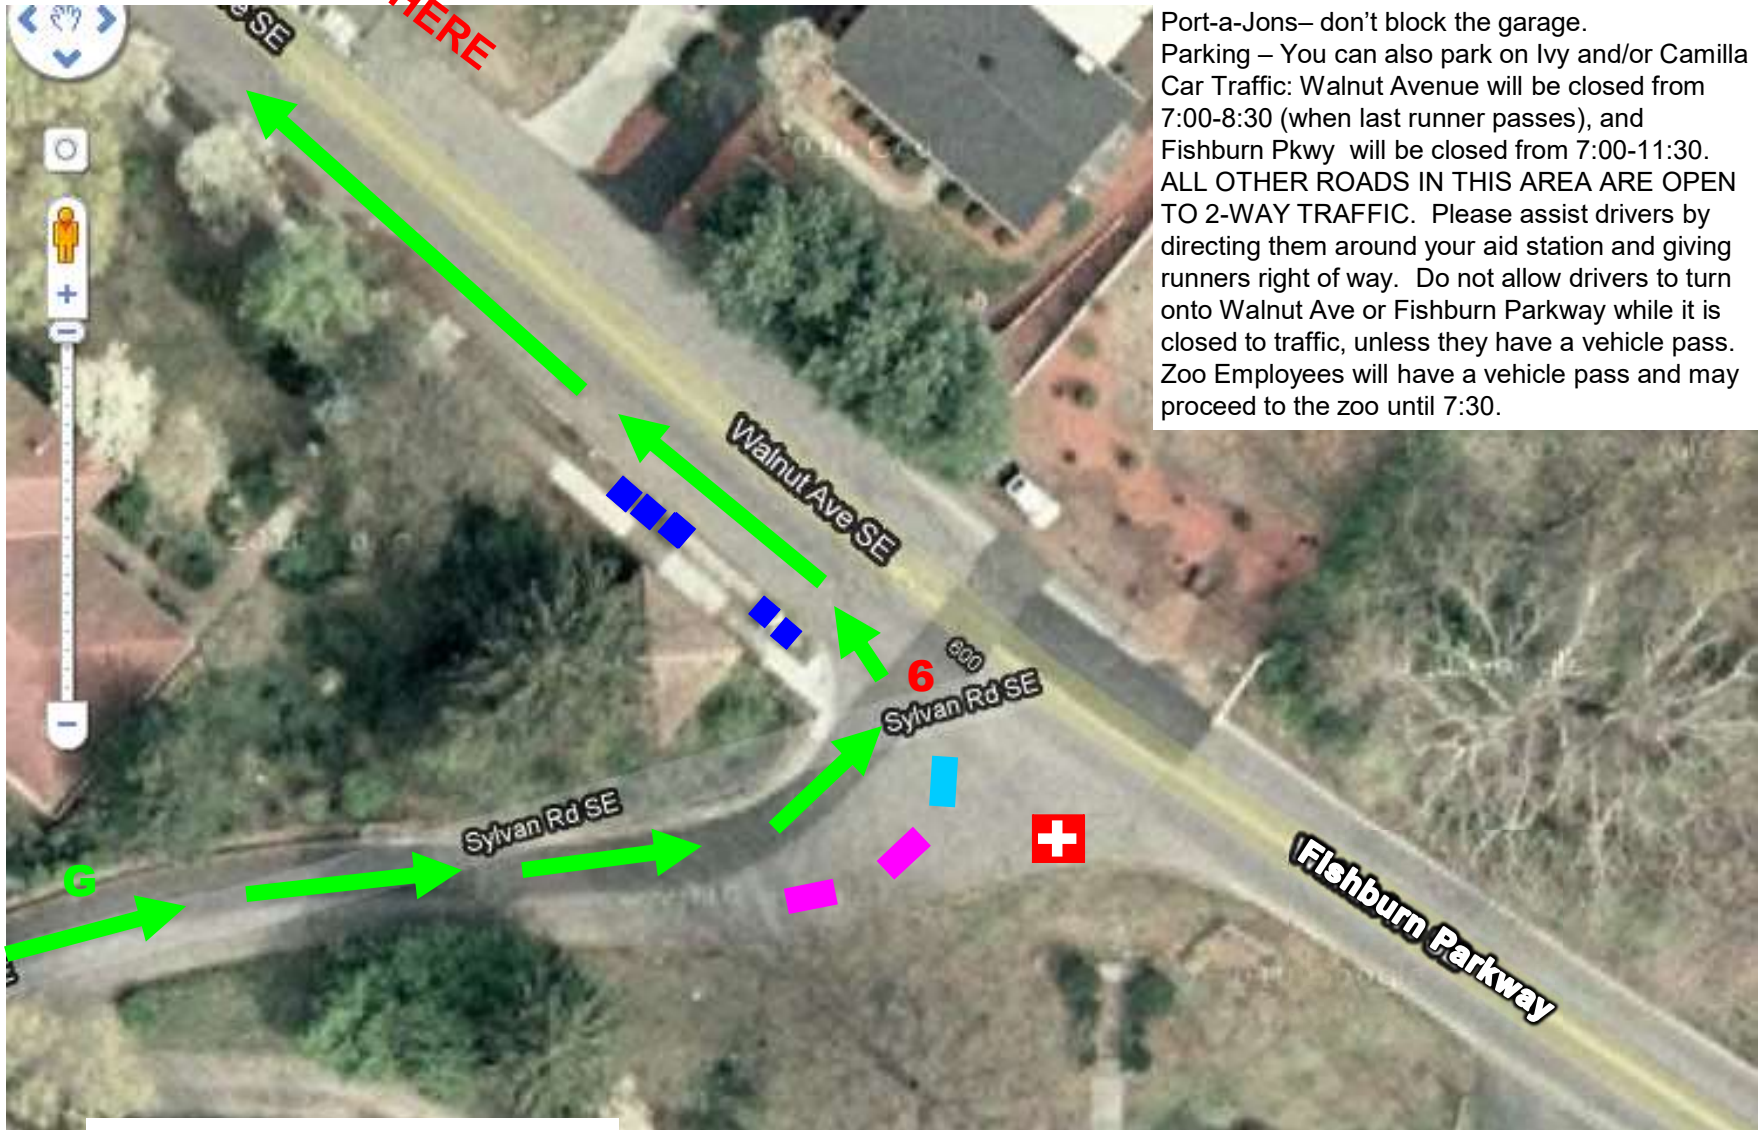 HERE
e SE
Port-a-Jons– don’t block the garage.
Parking – You can also park on Ivy and/or Camilla
Car Traffic: Walnut Avenue will be closed from
7:00-8:30 (when last runner passes), and
Fishburn Pkwy  will be closed from 7:00-11:30.
ALL OTHER ROADS IN THIS AREA ARE OPEN
TO 2-WAY TRAFFIC.  Please assist drivers by
directing them around your aid station and giving
runners right of way.  Do not allow drivers to turn
onto Walnut Ave or Fishburn Parkway while it is
closed to traffic, unless they have a vehicle pass.
Zoo Employees will have a vehicle pass and may
proceed to the zoo until 7:30.
Walnut Ave SE
600
6
Sylvan Rd SE
Sylvan Rd SE
G
Fishburn Parkway